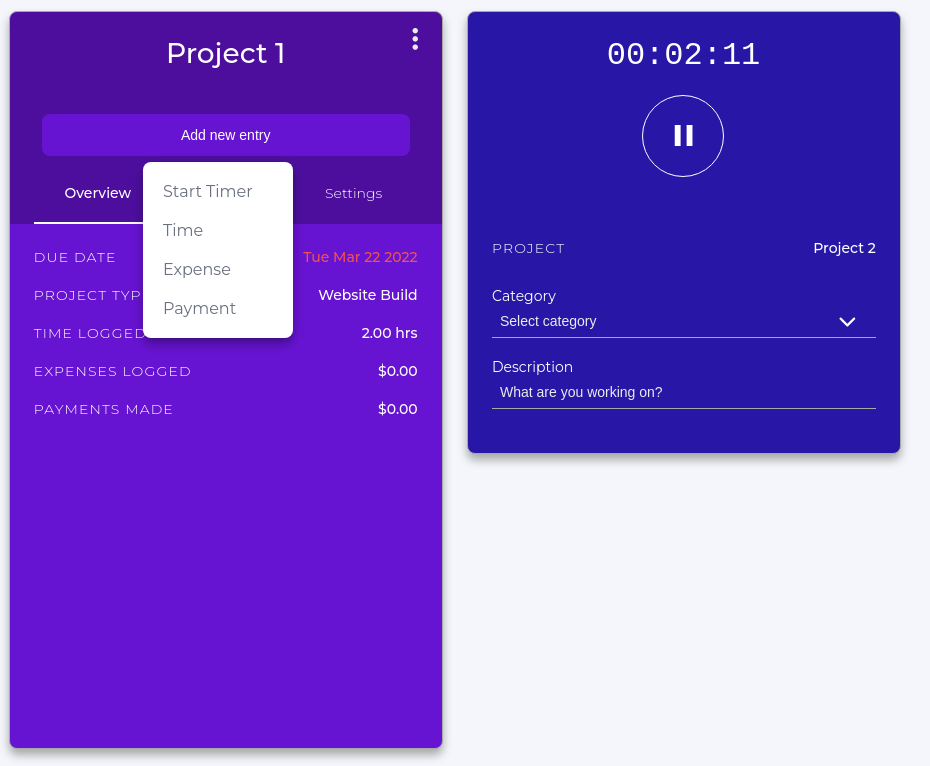 Project 1
Add new entry
Overview
Settings
Start Timer
Time
Expense
Payment
DUE DATE Tue Mar 22 2022
PROJECT TYP Website Build
TIME LOGGED 2.00 hrs
EXPENSES LOGGED $0.00
PAYMENTS MADE $0.00
00:02:11
PROJECT Project 2
Category
Select category
Description
What are you working on?